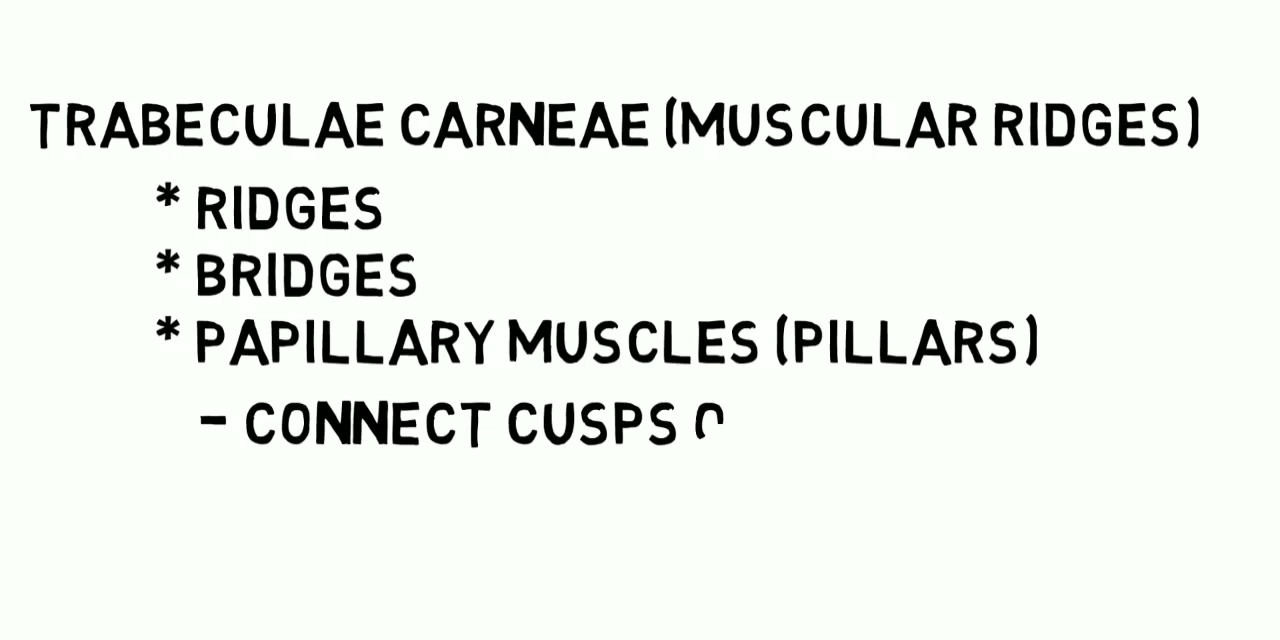 TRABECULAE CARNEAE (MUSCULAR RIDGES)
* RIDGES
* BRIDGES
* PAPILLARY MUSCLES (PILLARS)
- CONNECT CUSPS